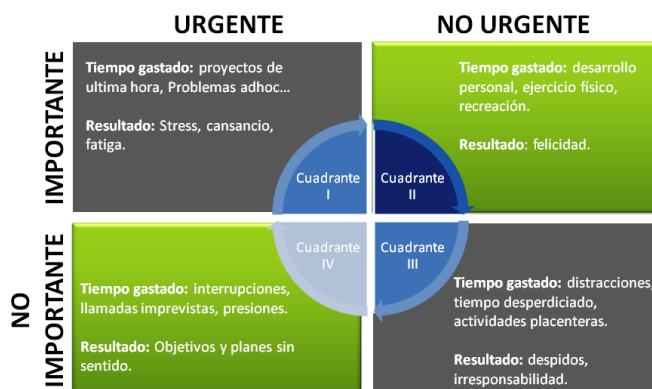 URGENTE
NO URGENTE
IMPORTANTE
Tiempo gastado: proyectos de
ultima hora, Problemas adhoc...
Resultado: Stress, cansancio,
fatiga.
Tiempo gastado: desarrollo
personal, ejercicio físico,
recreación.
Resultado: felicidad.
Cuadrante
I
Cuadrante
II
NO
IMPORTANTE
Cuadrante
IV
Cuadrante
III
Tiempo gastado: interrupciones,
llamadas imprevistas, presiones.
Resultado: Objetivos y planes sin
sentido.
Tiempo gastado: distracciones,
tiempo desperdiciado,
actividades placenteras.
Resultado: despidos,
irresponsabilidad.